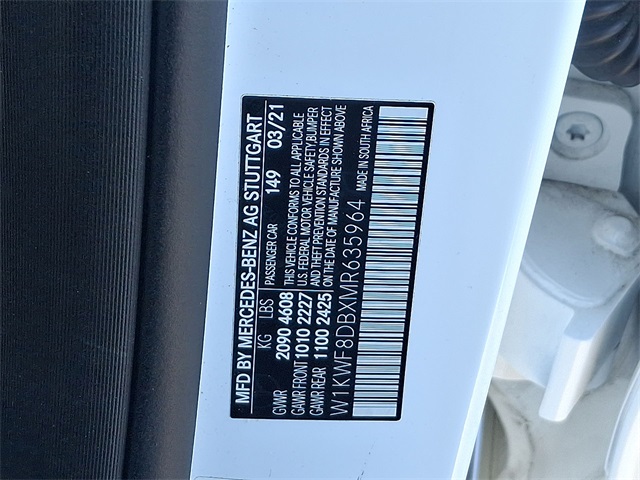 MFD BY MERCEDES-BENZ AG STUTTGART
KG LBS PASSENGER CAR 149 03/21
GVWR 2090 4608 THIS VEHICLE CONFORMS TO ALL APPLICABLE
GAWR FRONT 1010 2227 U.S. FEDERAL MOTOR VEHICLE SAFETY,BUMPER
GAWR REAR 1100 2425 AND THEFT PREVENTION STANDARDS IN EFFECT
ON THE DATE OF MANUFACTURE SHOWN ABOVE
W1KWF8DBXMR635964 MADE IN SOUTH AFRICA